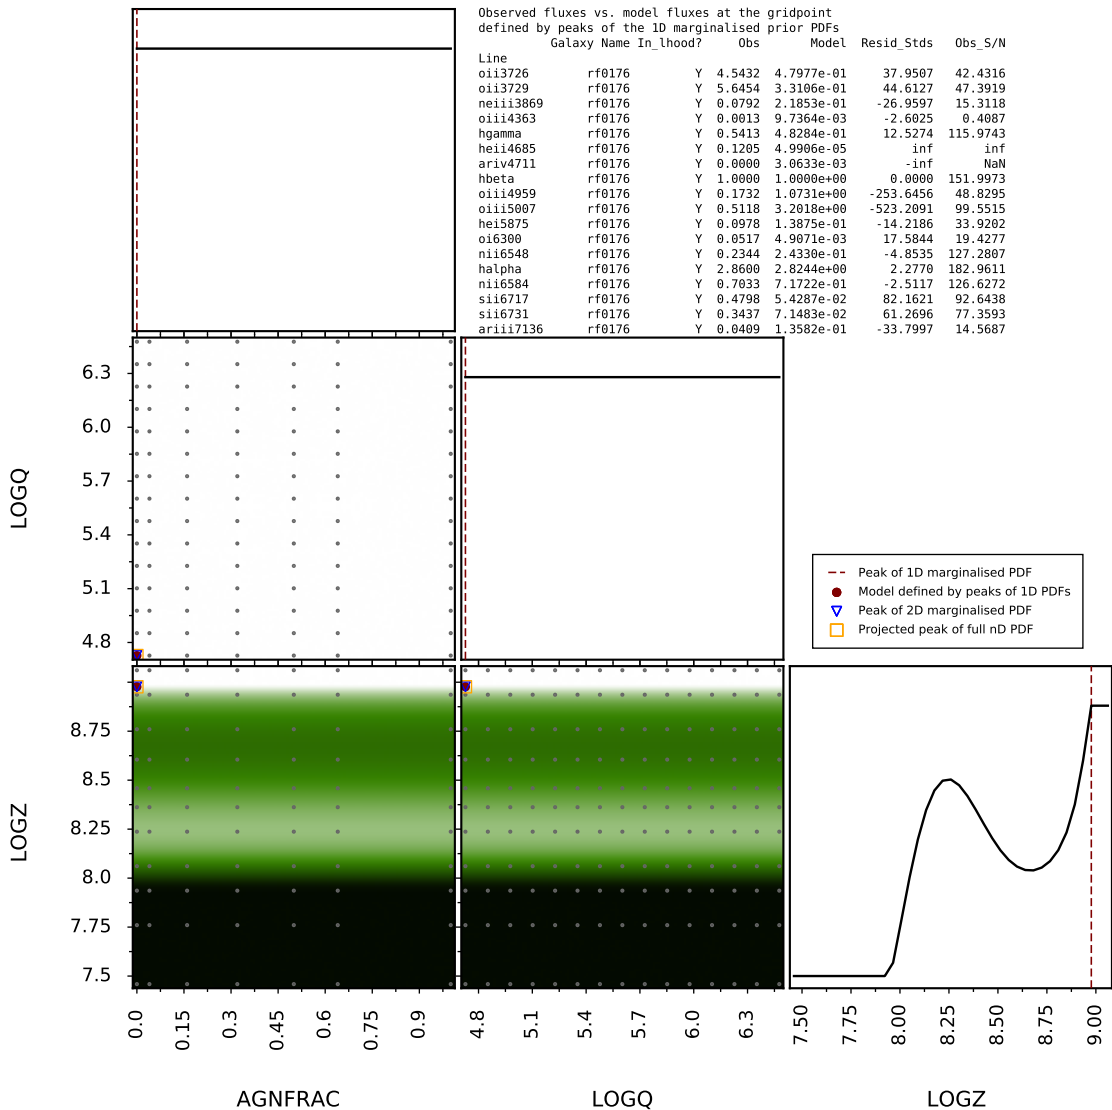 Observed fluxes vs. model fluxes at the gridpoint
defined by peaks of the 1D marginalised prior PDFs
Galaxy Name In_lhood? Obs Model Resid_Stds Obs_S/N
Line
oii3726 rf0176 Y 4.5432 4.7977e-01 37.9507 42.4316
oii3729 rf0176 Y 5.6454 3.3106e-01 44.6127 47.3919
neiii3869 rf0176 Y 0.0792 2.1853e-01 -26.9597 15.3118
oiii4363 rf0176 Y 0.0013 9.7364e-03 -2.6025 0.4087
hgamma rf0176 Y 0.5413 4.8284e-01 12.5274 115.9743
heii4685 rf0176 Y 0.1205 4.9906e-05 inf inf
ariv4711 rf0176 Y 0.0000 3.0633e-03 -inf NaN
hbeta rf0176 Y 1.0000 1.0000e+00 0.0000 151.9973
oiii4959 rf0176 Y 0.1732 1.0731e+00 -253.6456 48.8295
oiii5007 rf0176 Y 0.5118 3.2018e+00 -523.2091 99.5515
hei5875 rf0176 Y 0.0978 1.3875e-01 -14.2186 33.9202
oi6300 rf0176 Y 0.0517 4.9071e-03 17.5844 19.4277
nii6548 rf0176 Y 0.2344 2.4330e-01 -4.8535 127.2807
halpha rf0176 Y 2.8600 2.8244e+00 2.2770 182.9611
nii6584 rf0176 Y 0.7033 7.1722e-01 -2.5117 126.6272
sii6717 rf0176 Y 0.4798 5.4287e-02 82.1621 92.6438
sii6731 rf0176 Y 0.3437 7.1483e-02 61.2696 77.3593
ariii7136 rf0176 Y 0.0409 1.3582e-01 -33.7997 14.5687
6.3
6.0
5.7
5.4
5.1
4.8
LOGQ
Peak of 1D marginalised PDF
Model defined by peaks of 1D PDFs
Peak of 2D marginalised PDF
Projected peak of full nD PDF
8.75
8.5
8.25
8.0
7.75
7.5
LOGZ
0.0 0.15 0.3 0.45 0.6 0.75 0.9
4.8 5.1 5.4 5.7 6.0 6.3
7.50 7.75 8.00 8.25 8.50 8.75 9.00
AGNFRAC LOGQ LOGZ